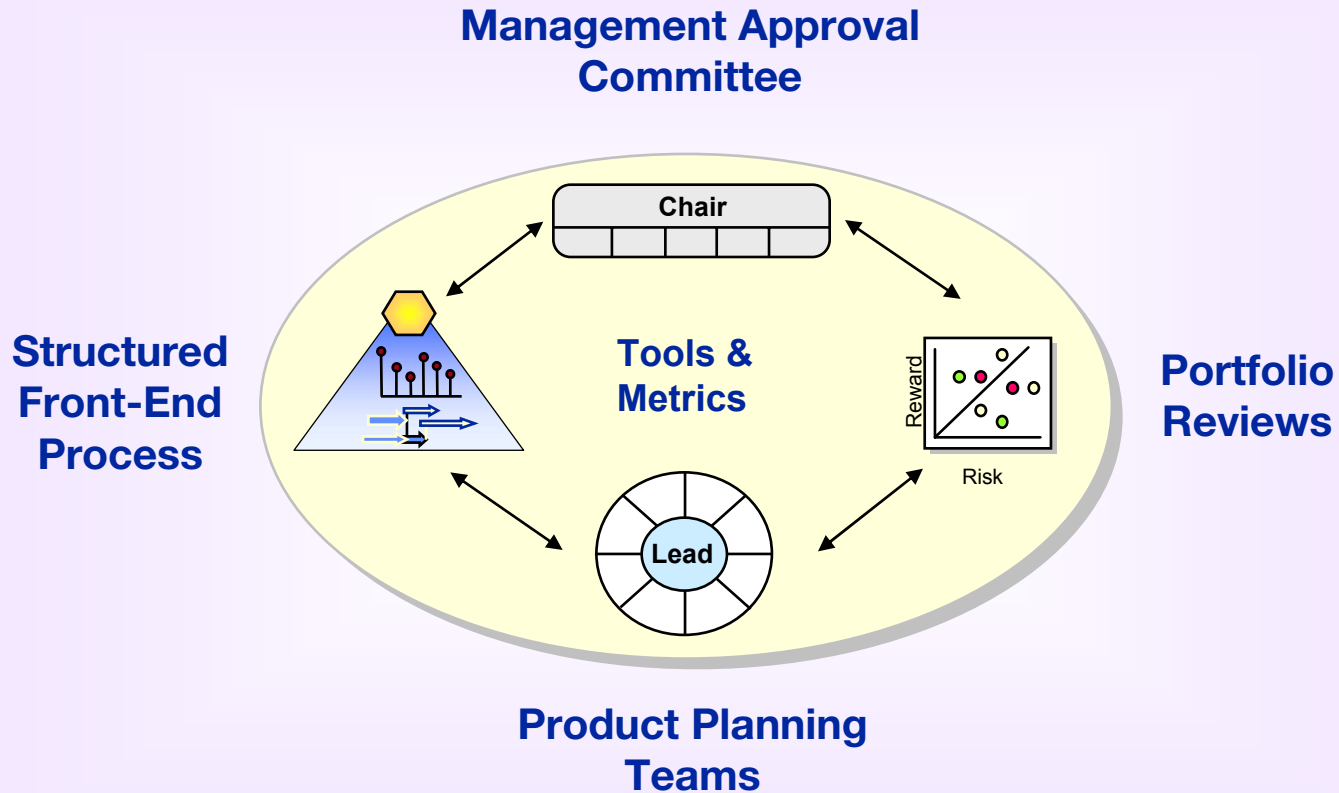 Management Approval
Committee
Chair
Structured
Front-End
Process
Tools &
Metrics
Reward
Risk
Portfolio
Reviews
Lead
Product Planning
Teams